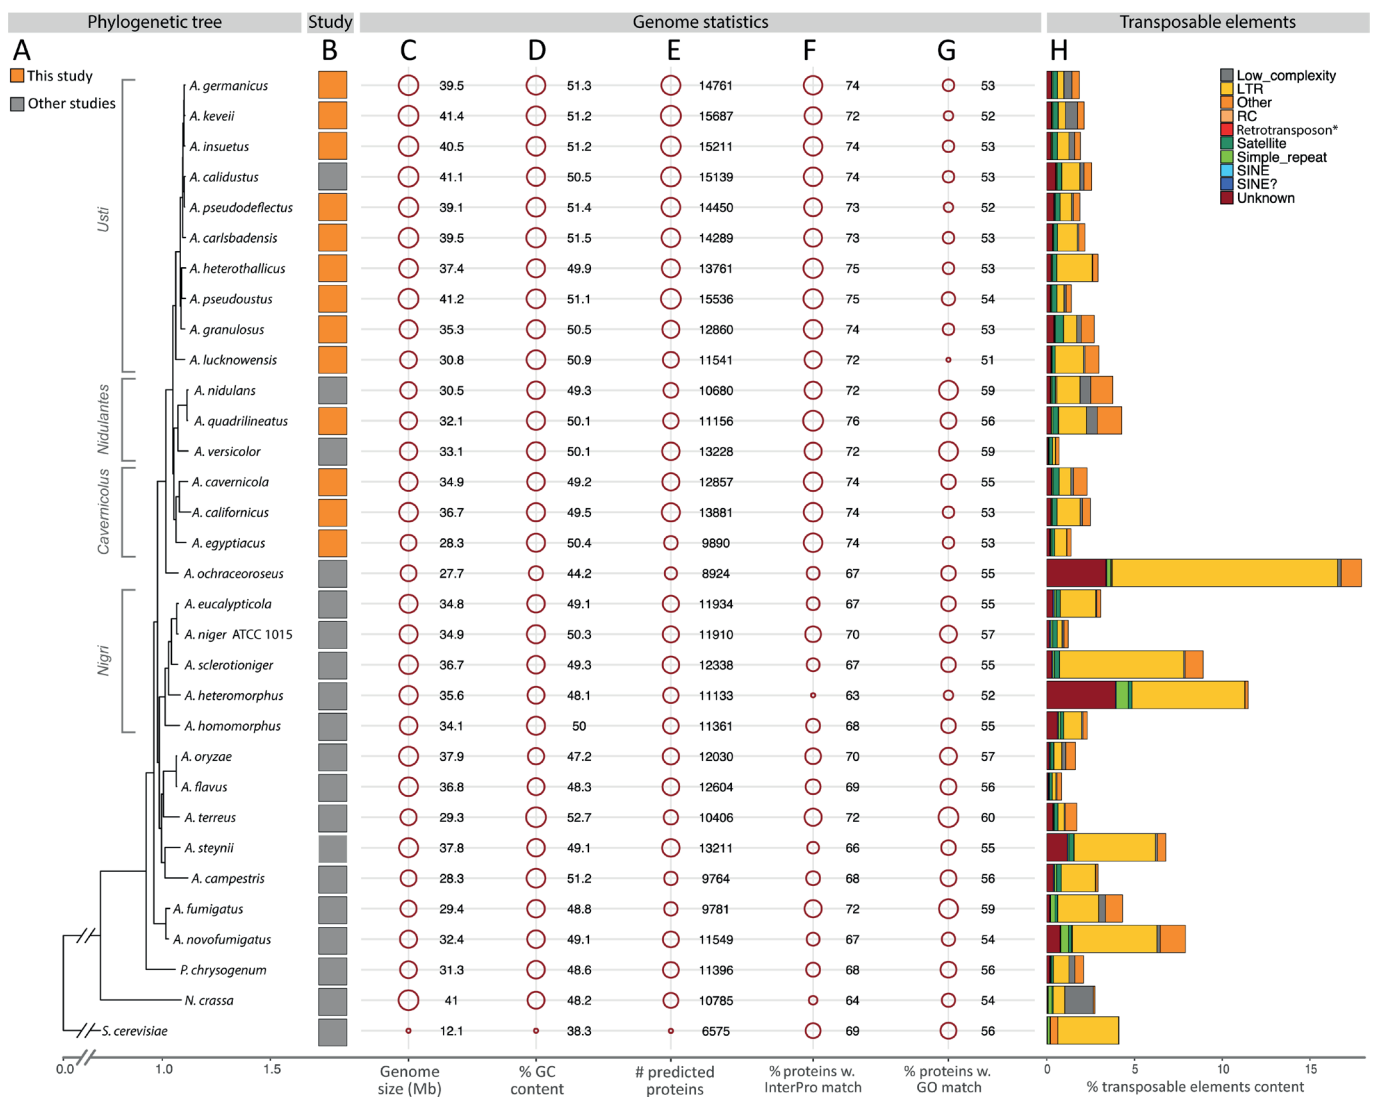 Phylogenetic tree Study Genome statistics Transposable elements
A B C D E F G H
This study
Other studies
Low_complexity
LTR
Other
RC
Retrotransposon*
Satellite
Simple_repeat
SINE
SINE?
Unknown
Usti
Nidulantes
Cavernicolus
Nigri
A. germanicus 39.5 51.3 14761 74 53
A. keveii 41.4 51.2 15687 72 52
A. insuetus 40.5 51.2 15211 74 53
A. calidustus 41.1 50.5 15139 74 53
A. pseudodeflectus 39.1 51.4 14450 73 52
A. carlsbadensis 39.5 51.5 14289 73 53
A. heterothallicus 37.4 49.9 13761 75 53
A. pseudoustus 41.2 51.1 15536 75 54
A. granulosus 35.3 50.5 12860 74 53
A. lucknowensis 30.8 50.9 11541 72 51
A. nidulans 30.5 49.3 10680 72 59
A. quadrilineatus 32.1 50.1 11156 76 56
A. versicolor 33.1 50.1 13228 72 59
A. cavernicola 34.9 49.2 12857 74 55
A. californicus 36.7 49.5 13881 74 53
A. egyptiacus 28.3 50.4 9890 74 53
A. ochraceoroseus 27.7 44.2 8924 67 55
A. eucalypticola 34.8 49.1 11934 67 55
A. niger ATCC 1015 34.9 50.3 11910 70 57
A. sclerotioniger 36.7 49.3 12338 67 55
A. heteromorphus 35.6 48.1 11133 63 52
A. homomorphus 34.1 50 11361 68 55
A. oryzae 37.9 47.2 12030 70 57
A. flavus 36.8 48.3 12604 69 56
A. terreus 29.3 52.7 10406 72 60
A. steynii 37.8 49.1 13211 66 55
A. campestris 28.3 51.2 9764 68 56
A. fumigatus 29.4 48.8 9781 72 59
A. novofumigatus 32.4 49.1 11549 67 54
P. chrysogenum 31.3 48.6 11396 68 56
N. crassa 41 48.2 10785 64 54
S. cerevisiae 12.1 38.3 6575 69 56
0.0 1.0 1.5
Genome
size (Mb)
% GC
content
# predicted
proteins
% proteins w.
InterPro match
% proteins w.
GO match
0 5 10 15
% transposable elements content